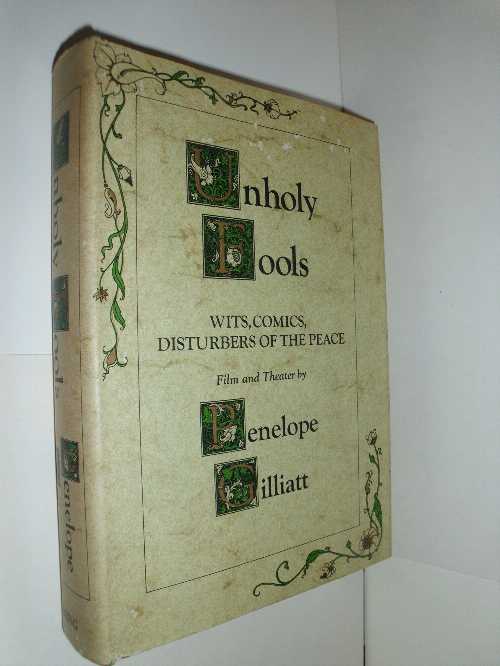 Unholy
Fools
WITS, COMICS,
DISTURBERS OF THE PEACE
Film and Theater by
Penelope
Gilliatt
Unholy
Fools
Penelope